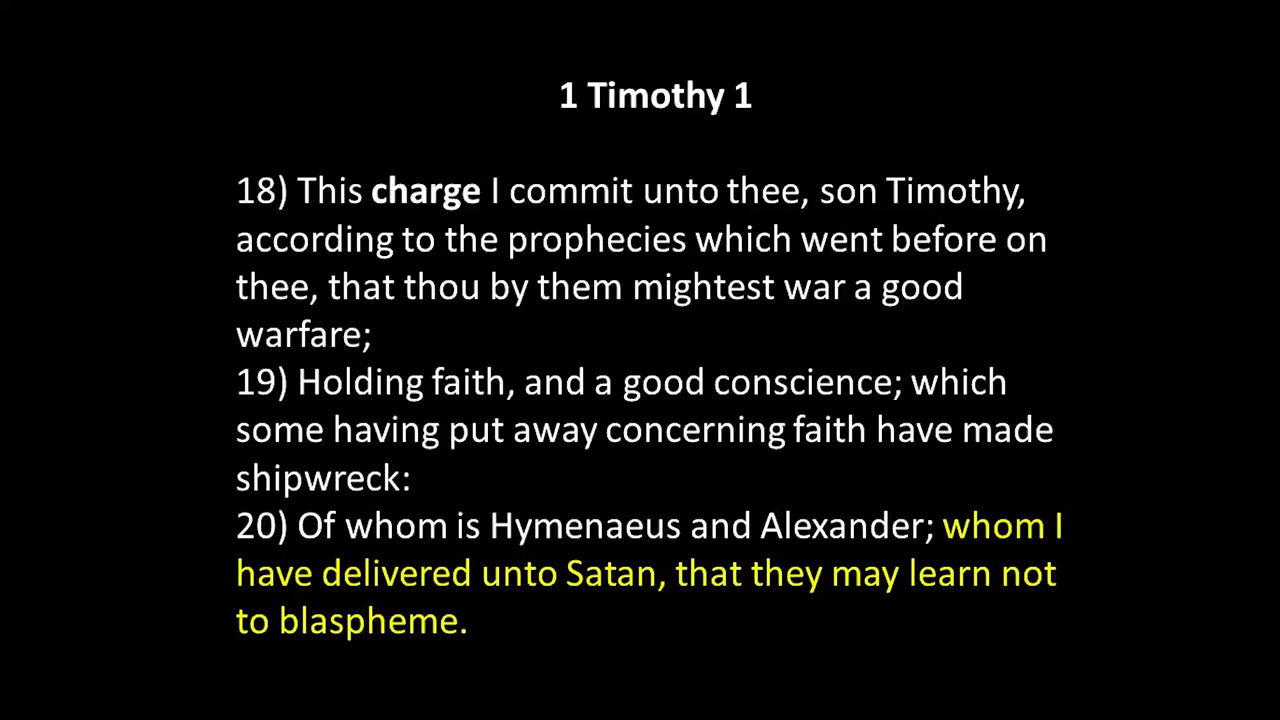 1 Timothy 1
18) This charge I commit unto thee, son Timothy,
according to the prophecies which went before on
thee, that thou by them mightest war a good
warfare;
19) Holding faith, and a good conscience; which
some having put away concerning faith have made
shipwreck:
20) Of whom is Hymenaeus and Alexander; whom I
have delivered unto Satan, that they may learn not
to blaspheme.